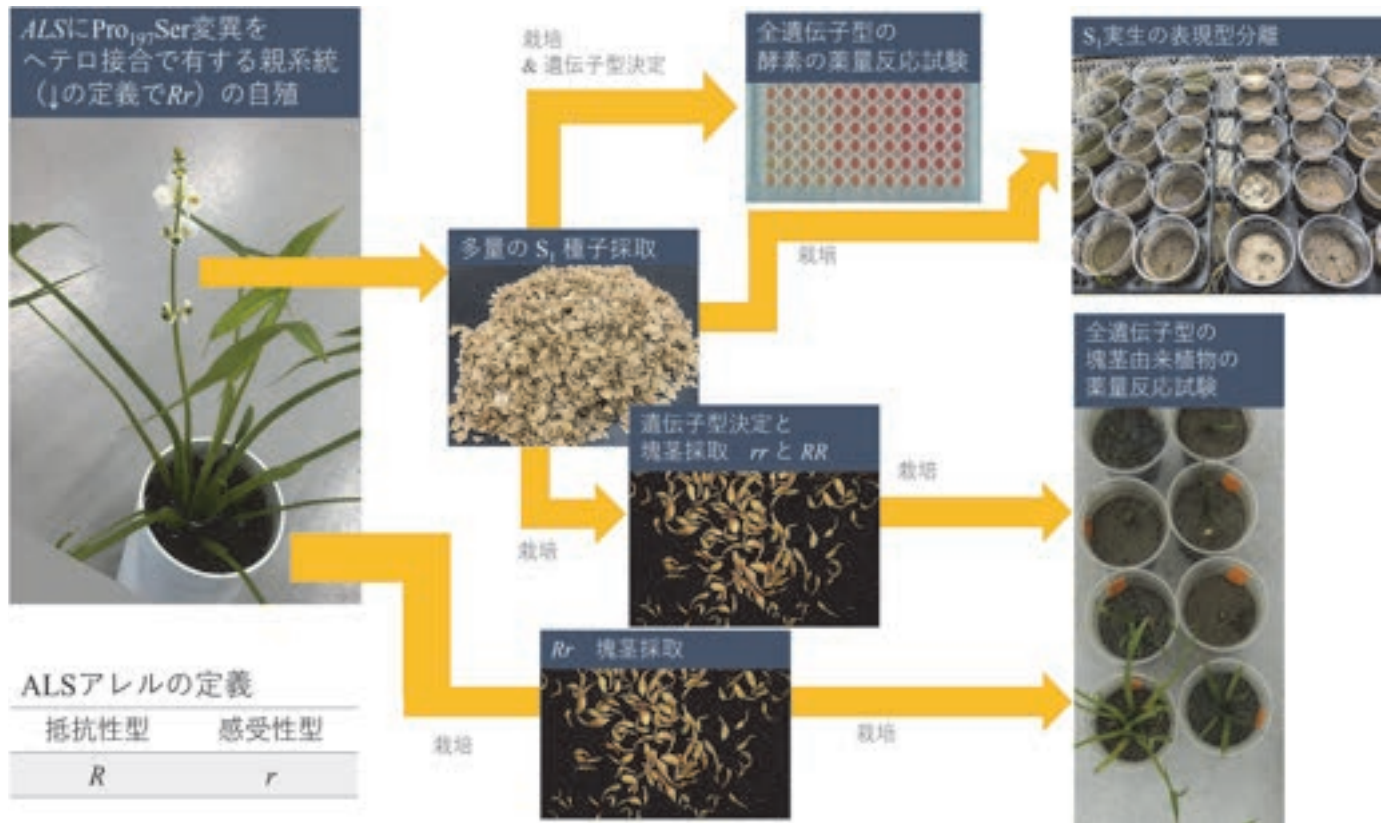 ALSにPro197Ser変異を
ヘテロ接合で有する親系統
（↓の定義でRr）の自殖
栽培
& 遺伝子型決定
全遺伝子型の
酵素の薬量反応試験
S1実生の表現型分離
多量の S1 種子採取
栽培
全遺伝子型の
塊茎由来植物の
薬量反応試験
遺伝子型決定と
塊茎採取 rrとRR
栽培
栽培
Rr 塊茎採取
栽培
栽培
ALSアレルの定義
抵抗性型 感受性型
R r